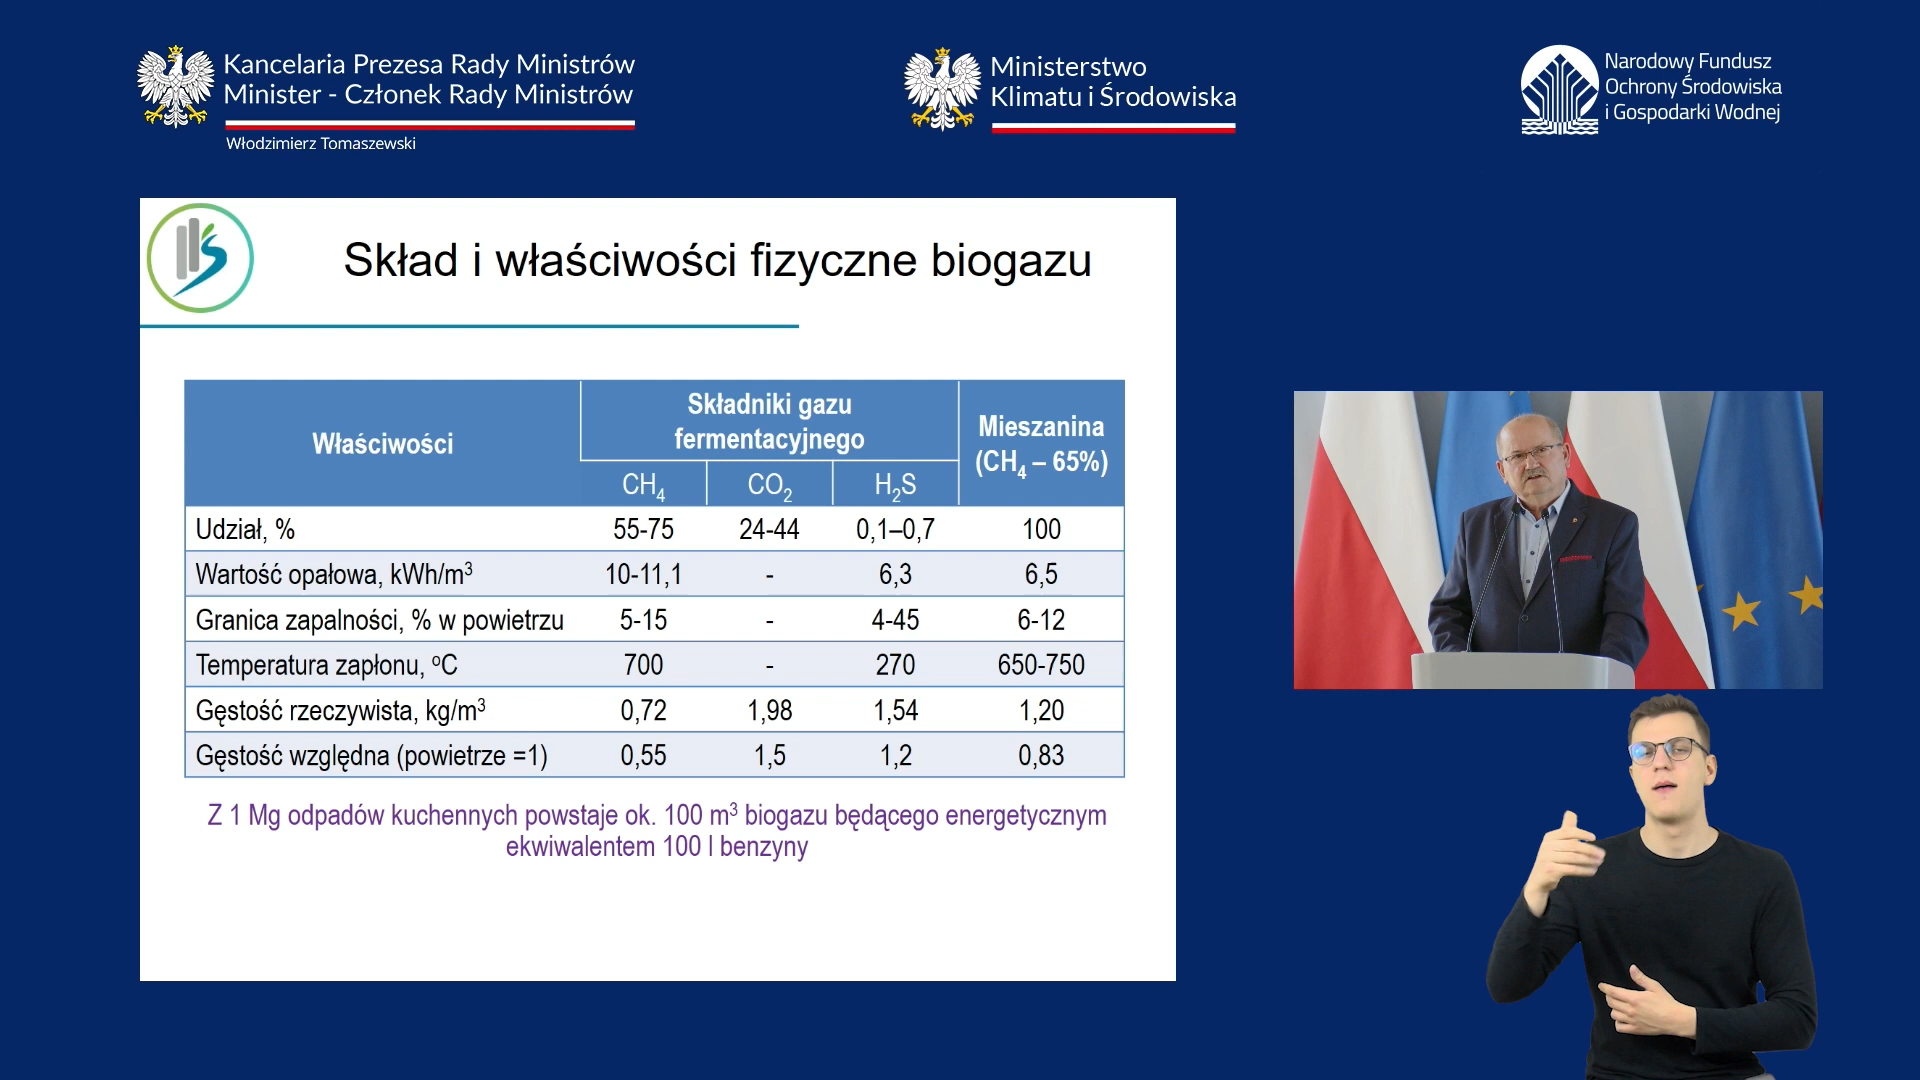 Kancelaria Prezesa Rady Ministrów
Minister - Członek Rady Ministrów
Włodzimierz Tomaszewski
Ministerstwo
Klimatu i Środowiska
Narodowy Fundusz
Ochrony Środowiska
i Gospodarki Wodnej
Skład i właściwości fizyczne biogazu
Właściwości
Składniki gazu
fermentacyjnego
Mieszanina
(CH₄ – 65%)
CH₄ CO₂ H₂S
Udział, % 55-75 24-44 0,1–0,7 100
Wartość opałowa, kWh/m³ 10-11,1 - 6,3 6,5
Granica zapalności, % w powietrzu 5-15 - 4-45 6-12
Temperatura zapłonu, ºC 700 - 270 650-750
Gęstość rzeczywista, kg/m³ 0,72 1,98 1,54 1,20
Gęstość względna (powietrze =1) 0,55 1,5 1,2 0,83
Z 1 Mg odpadów kuchennych powstaje ok. 100 m³ biogazu będącego energetycznym
ekwiwalentem 100 l benzyny